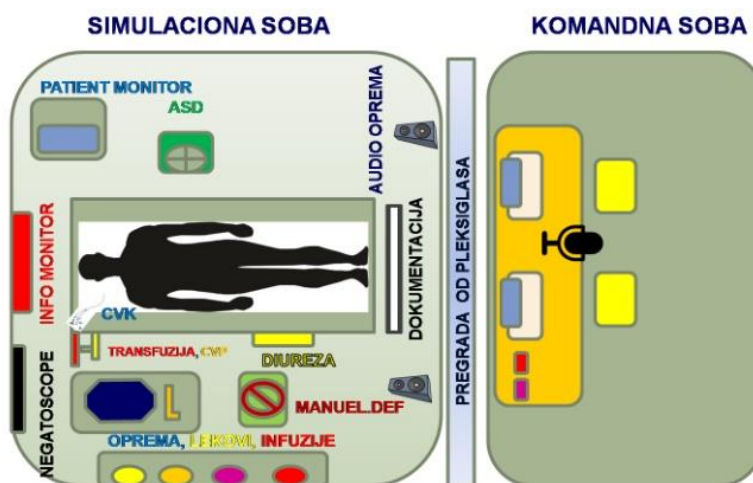 SIMULACIONA SOBA
KOMANDNA SOBA
PATIENT MONITOR
ASD
AUDIO OPREMA
INFO MONITOR
CVK
DOKUMENTACIJA
PREGRADA OD PLEKSIGLASA
TRANSFUZIJA, CVP
DIUREZA
NEGATOSCOPE
L
MANUEL.DEF
OPREMA, LEKOVI, INFUZIJE